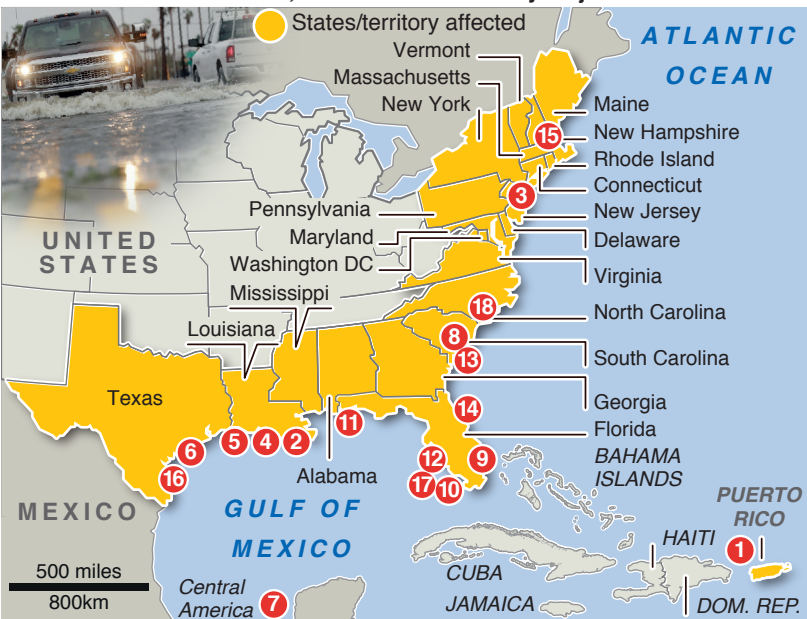 States/territory affected
Vermont
Massachusetts
New York
ATLANTIC
OCEAN
Maine
15
New Hampshire
Rhode Island
3
Connecticut
New Jersey
Pennsylvania
Maryland
Delaware
UNITED
STATES
Washington DC
Virginia
Mississippi
18
North Carolina
Louisiana
8
13
South Carolina
Texas
Georgia
14
11
Florida
6
5
4
2
12
9
BAHAMA
ISLANDS
16
Alabama
17
10
MEXICO
GULF OF
MEXICO
PUERTO
RICO
HAITI
1
500 miles
800km
Central
America
7
CUBA
JAMAICA
DOM. REP.